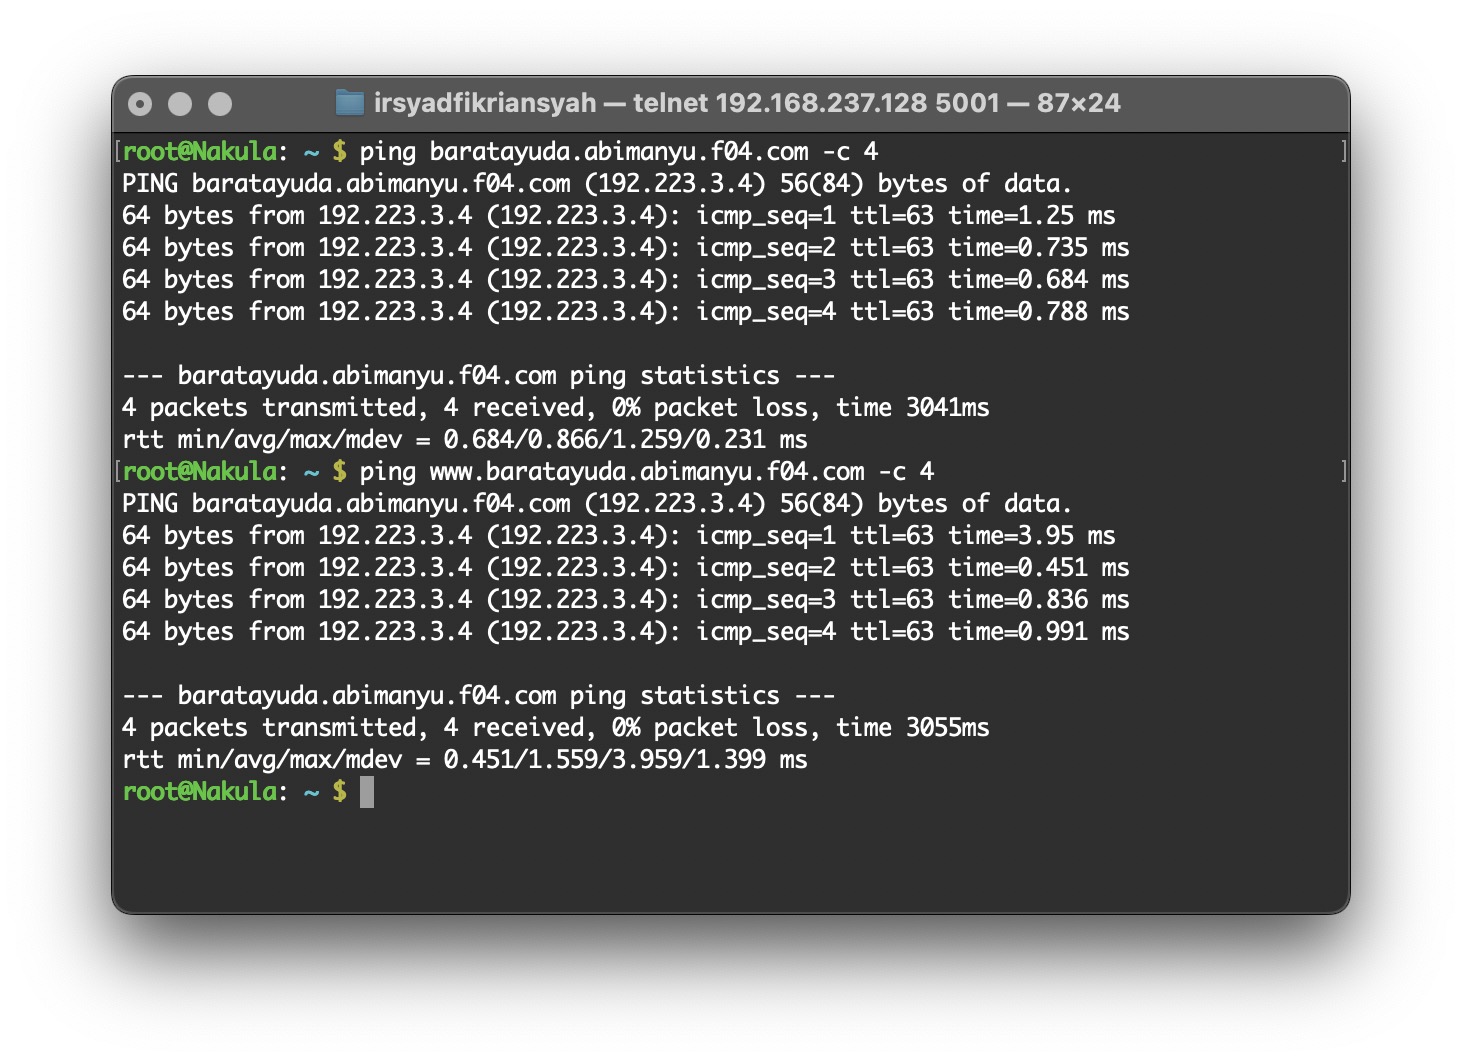 irsyadfikriansyah — telnet 192.168.237.128 5001 — 87×24
[root@Nakula: ~ $ ping baratayuda.abimanyu.f04.com -c 4 ]
PING baratayuda.abimanyu.f04.com (192.223.3.4) 56(84) bytes of data.
64 bytes from 192.223.3.4 (192.223.3.4): icmp_seq=1 ttl=63 time=1.25 ms
64 bytes from 192.223.3.4 (192.223.3.4): icmp_seq=2 ttl=63 time=0.735 ms
64 bytes from 192.223.3.4 (192.223.3.4): icmp_seq=3 ttl=63 time=0.684 ms
64 bytes from 192.223.3.4 (192.223.3.4): icmp_seq=4 ttl=63 time=0.788 ms
--- baratayuda.abimanyu.f04.com ping statistics ---
4 packets transmitted, 4 received, 0% packet loss, time 3041ms
rtt min/avg/max/mdev = 0.684/0.866/1.259/0.231 ms
[root@Nakula: ~ $ ping www.baratayuda.abimanyu.f04.com -c 4 ]
PING baratayuda.abimanyu.f04.com (192.223.3.4) 56(84) bytes of data.
64 bytes from 192.223.3.4 (192.223.3.4): icmp_seq=1 ttl=63 time=3.95 ms
64 bytes from 192.223.3.4 (192.223.3.4): icmp_seq=2 ttl=63 time=0.451 ms
64 bytes from 192.223.3.4 (192.223.3.4): icmp_seq=3 ttl=63 time=0.836 ms
64 bytes from 192.223.3.4 (192.223.3.4): icmp_seq=4 ttl=63 time=0.991 ms
--- baratayuda.abimanyu.f04.com ping statistics ---
4 packets transmitted, 4 received, 0% packet loss, time 3055ms
rtt min/avg/max/mdev = 0.451/1.559/3.959/1.399 ms
root@Nakula: ~ $